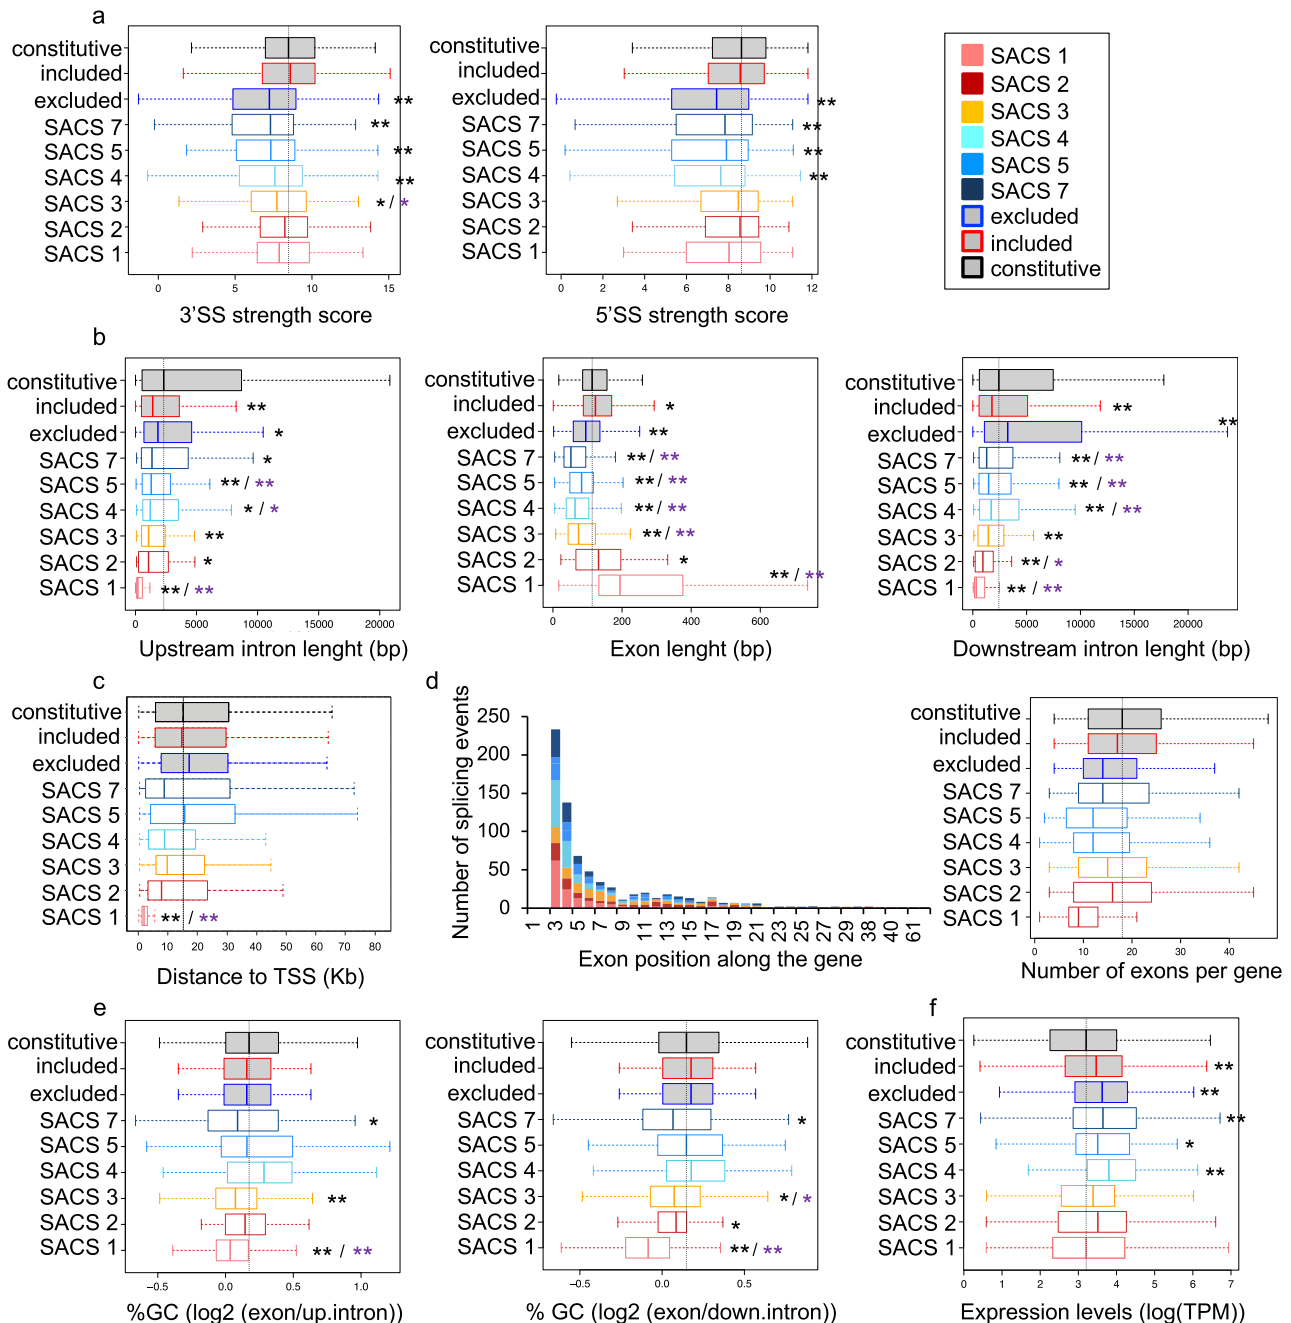 a
constitutive
included
excluded
SACS 7
SACS 5
SACS 4
SACS 3
SACS 2
SACS 1
**
**
**
**
* / *
0 5 10 15
3'SS strength score
constitutive
included
excluded
SACS 7
SACS 5
SACS 4
SACS 3
SACS 2
SACS 1
**
**
**
**
0 2 4 6 8 10 12
5'SS strength score
SACS 1
SACS 2
SACS 3
SACS 4
SACS 5
SACS 7
excluded
included
constitutive
b
constitutive
included **
excluded *
SACS 7 *
SACS 5 ** / **
SACS 4 * / *
SACS 3 **
SACS 2 *
SACS 1 ** / **
0 5000 10000 15000 20000
Upstream intron lenght (bp)
constitutive
included *
excluded **
SACS 7 ** / **
SACS 5 ** / **
SACS 4 ** / **
SACS 3 ** / **
SACS 2 *
SACS 1 ** / **
0 200 400 600
Exon lenght (bp)
constitutive
included **
excluded **
SACS 7 ** / **
SACS 5 ** / **
SACS 4 ** / **
SACS 3 **
SACS 2 ** / *
SACS 1 ** / **
0 5000 10000 15000 20000
Downstream intron lenght (bp)
c
constitutive
included
excluded
SACS 7
SACS 5
SACS 4
SACS 3
SACS 2
SACS 1 ** / **
0 10 20 30 40 50 60 70 80
Distance to TSS (Kb)
d
Number of splicing events
250
200
150
100
50
0
1 3 5 7 9 11 13 15 17 19 21 23 25 27 29 38 40 61
Exon position along the gene
constitutive
included
excluded
SACS 7
SACS 5
SACS 4
SACS 3
SACS 2
SACS 1
0 10 20 30 40
Number of exons per gene
e
constitutive
included
excluded
SACS 7 *
SACS 5
SACS 4
SACS 3 **
SACS 2
SACS 1 ** / **
−0.5 0.0 0.5 1.0
%GC (log2 (exon/up.intron))
constitutive
included
excluded
SACS 7 *
SACS 5
SACS 4
SACS 3 * / *
SACS 2 *
SACS 1 ** / **
−0.5 0.0 0.5
% GC (log2 (exon/down.intron))
f
constitutive
included **
excluded **
SACS 7 **
SACS 5 *
SACS 4 **
SACS 3
SACS 2
SACS 1
0 1 2 3 4 5 6 7
Expression levels (log(TPM))